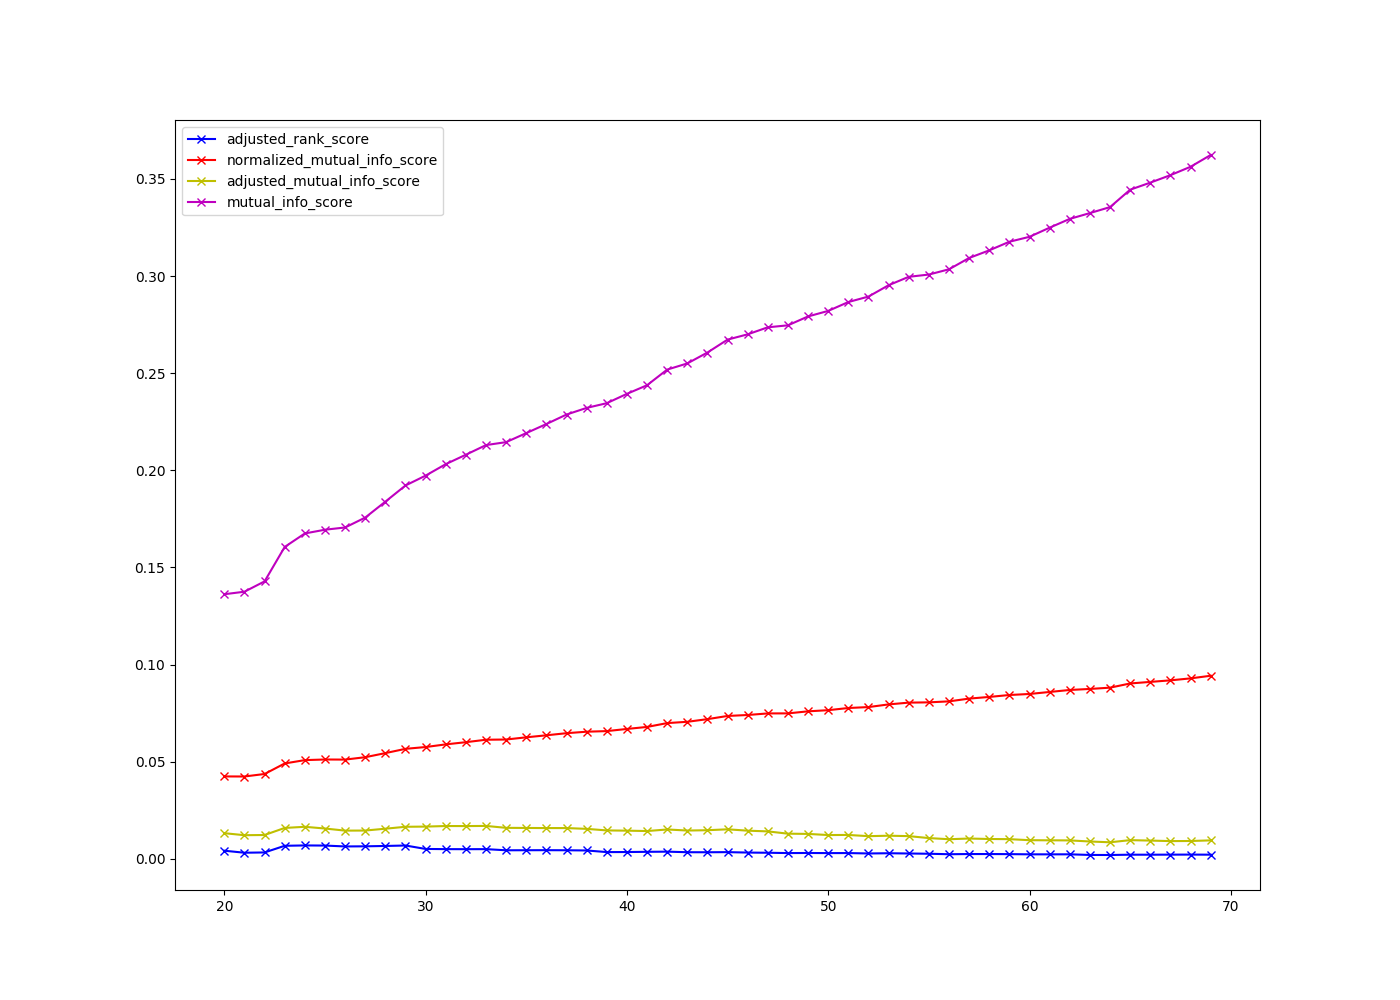 adjusted_rank_score
normalized_mutual_info_score
adjusted_mutual_info_score
mutual_info_score
0.35
0.30
0.25
0.20
0.15
0.10
0.05
0.00
20 30 40 50 60 70